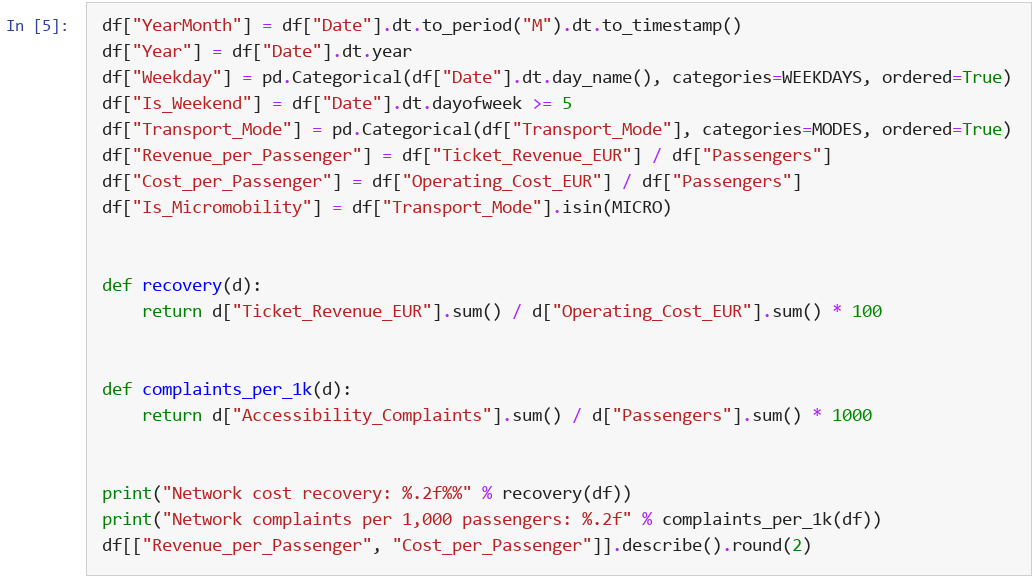 In [5]:
df["YearMonth"] = df["Date"].dt.to_period("M").dt.to_timestamp()
df["Year"] = df["Date"].dt.year
df["Weekday"] = pd.Categorical(df["Date"].dt.day_name(), categories=WEEKDAYS, ordered=True)
df["Is_Weekend"] = df["Date"].dt.dayofweek >= 5
df["Transport_Mode"] = pd.Categorical(df["Transport_Mode"], categories=MODES, ordered=True)
df["Revenue_per_Passenger"] = df["Ticket_Revenue_EUR"] / df["Passengers"]
df["Cost_per_Passenger"] = df["Operating_Cost_EUR"] / df["Passengers"]
df["Is_Micromobility"] = df["Transport_Mode"].isin(MICRO)
def recovery(d):
    return d["Ticket_Revenue_EUR"].sum() / d["Operating_Cost_EUR"].sum() * 100
def complaints_per_1k(d):
    return d["Accessibility_Complaints"].sum() / d["Passengers"].sum() * 1000
print("Network cost recovery: %.2f%%" % recovery(df))
print("Network complaints per 1,000 passengers: %.2f" % complaints_per_1k(df))
df[["Revenue_per_Passenger", "Cost_per_Passenger"]].describe().round(2)